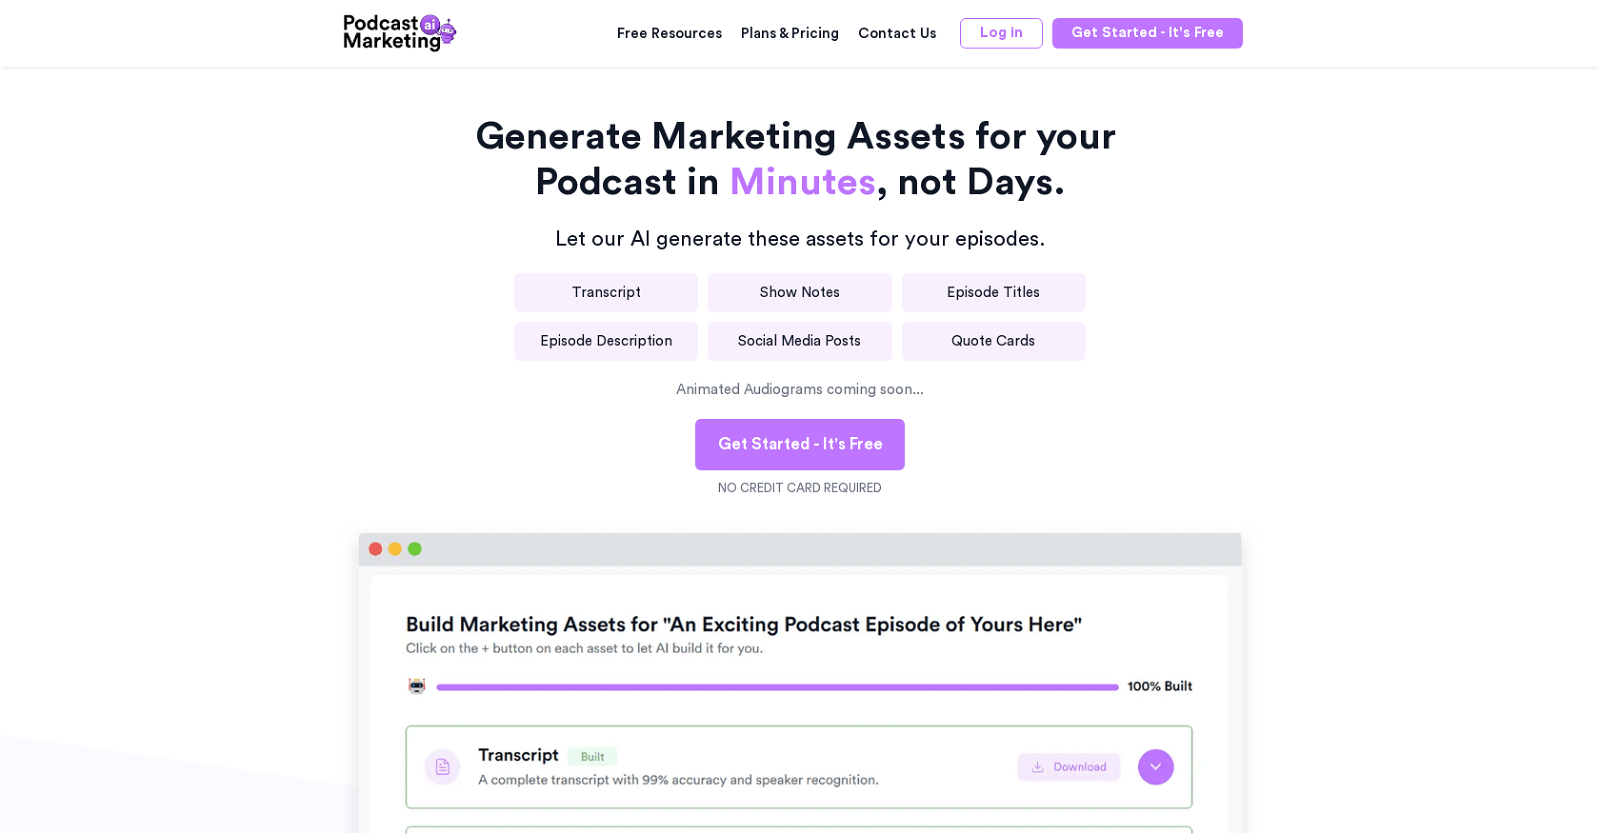 Podcast ai
Marketing
Free Resources
Plans & Pricing
Contact Us
Log in
Get Started - It's Free
Generate Marketing Assets for your
Podcast in Minutes, not Days.
Let our AI generate these assets for your episodes.
Transcript
Show Notes
Episode Titles
Episode Description
Social Media Posts
Quote Cards
Animated Audiograms coming soon...
Get Started - It's Free
NO CREDIT CARD REQUIRED
Build Marketing Assets for "An Exciting Podcast Episode of Yours Here"
Click on the + button on each asset to let AI build it for you.
100% Built
Transcript
Built
A complete transcript with 99% accuracy and speaker recognition.
Download